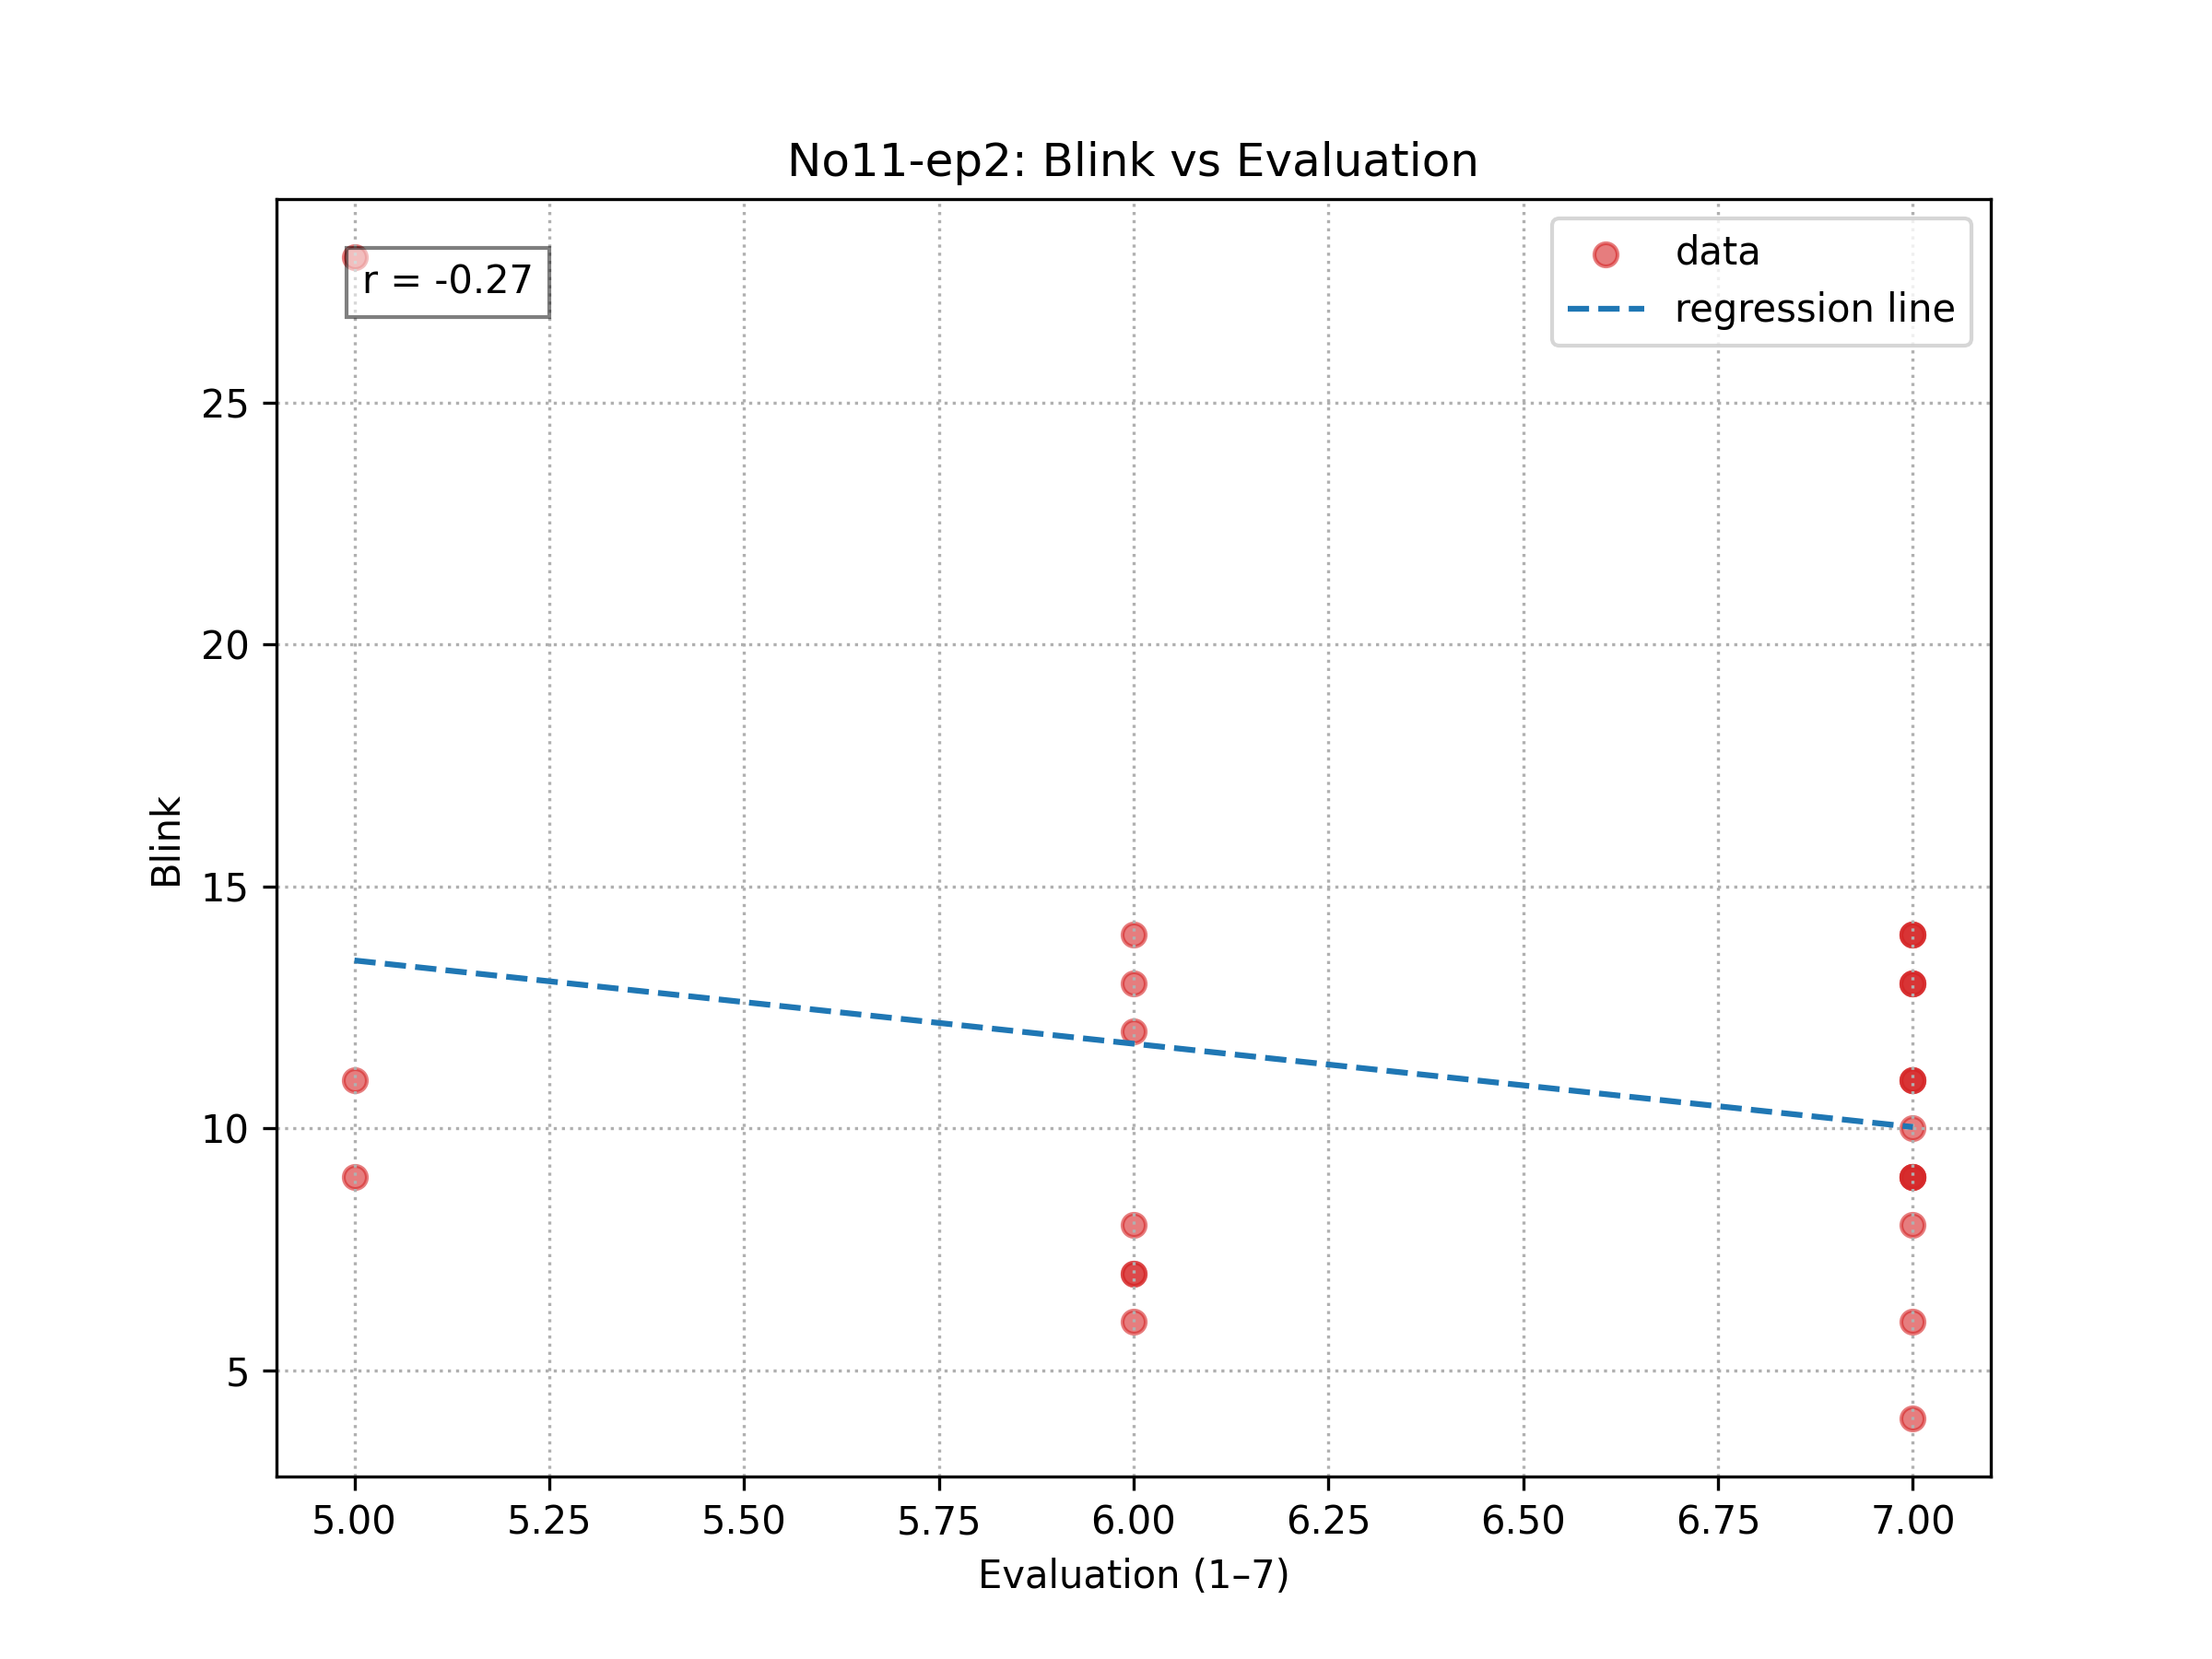 No11-ep2: Blink vs Evaluation
r = -0.27
data
regression line
25
20
15
10
5
Blink
5.00 5.25 5.50 5.75 6.00 6.25 6.50 6.75 7.00
Evaluation (1–7)